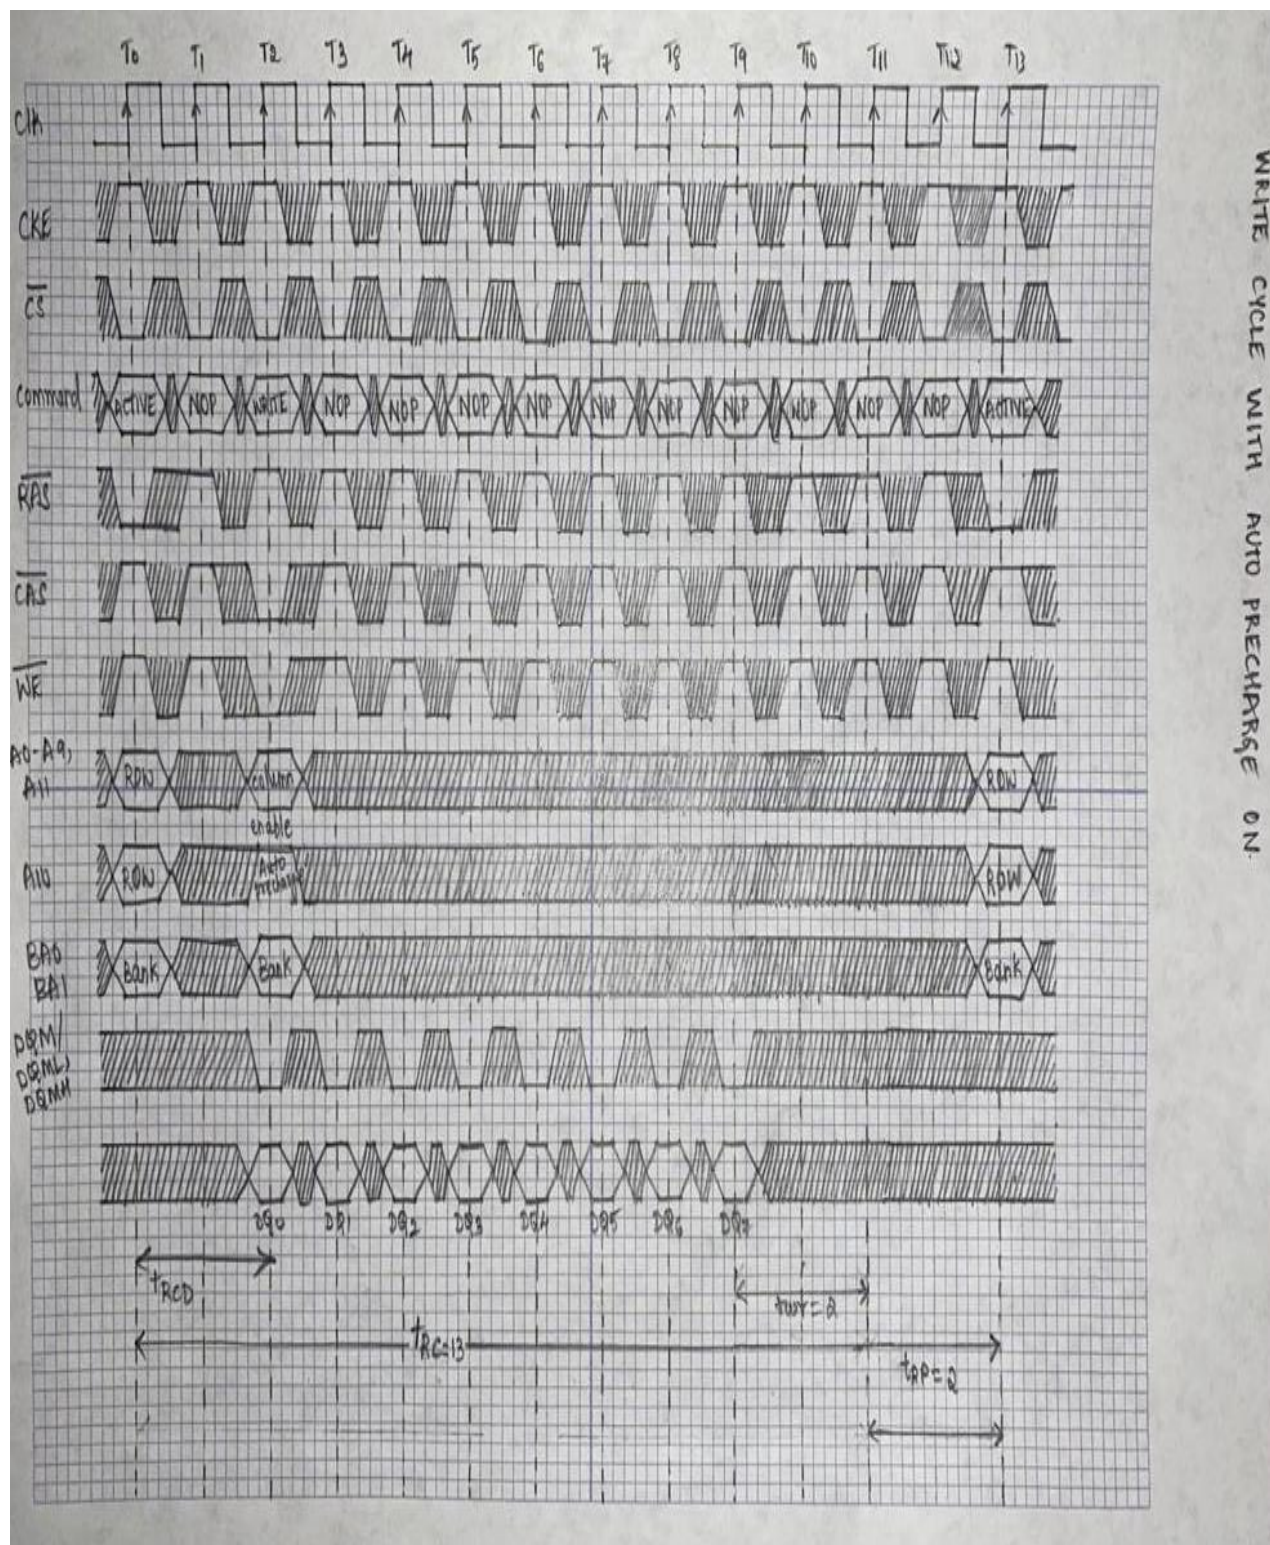 T0 T1 T2 T3 T4 T5 T6 T7 T8 T9 T10 T11 T12 T13
Clk
CKE
CS
Command ACTIVE NOP WRITE NOP NOP NOP NOP NOP NOP NOP NOP NOP NOP ACTIVE
RAS
CAS
WE
A0-A9,
A11
ROW column ROW
enable
A10 ROW Auto precharge ROW
BA0
BA1
Bank Bank Bank
DQM/
DQML,
DQMH
DQ0 DQ1 DQ2 DQ3 DQ4 DQ5 DQ6 DQ7
tRCD
twr=2
tRC=13
tRP=2
WRITE CYCLE WITH AUTO PRECHARGE ON.